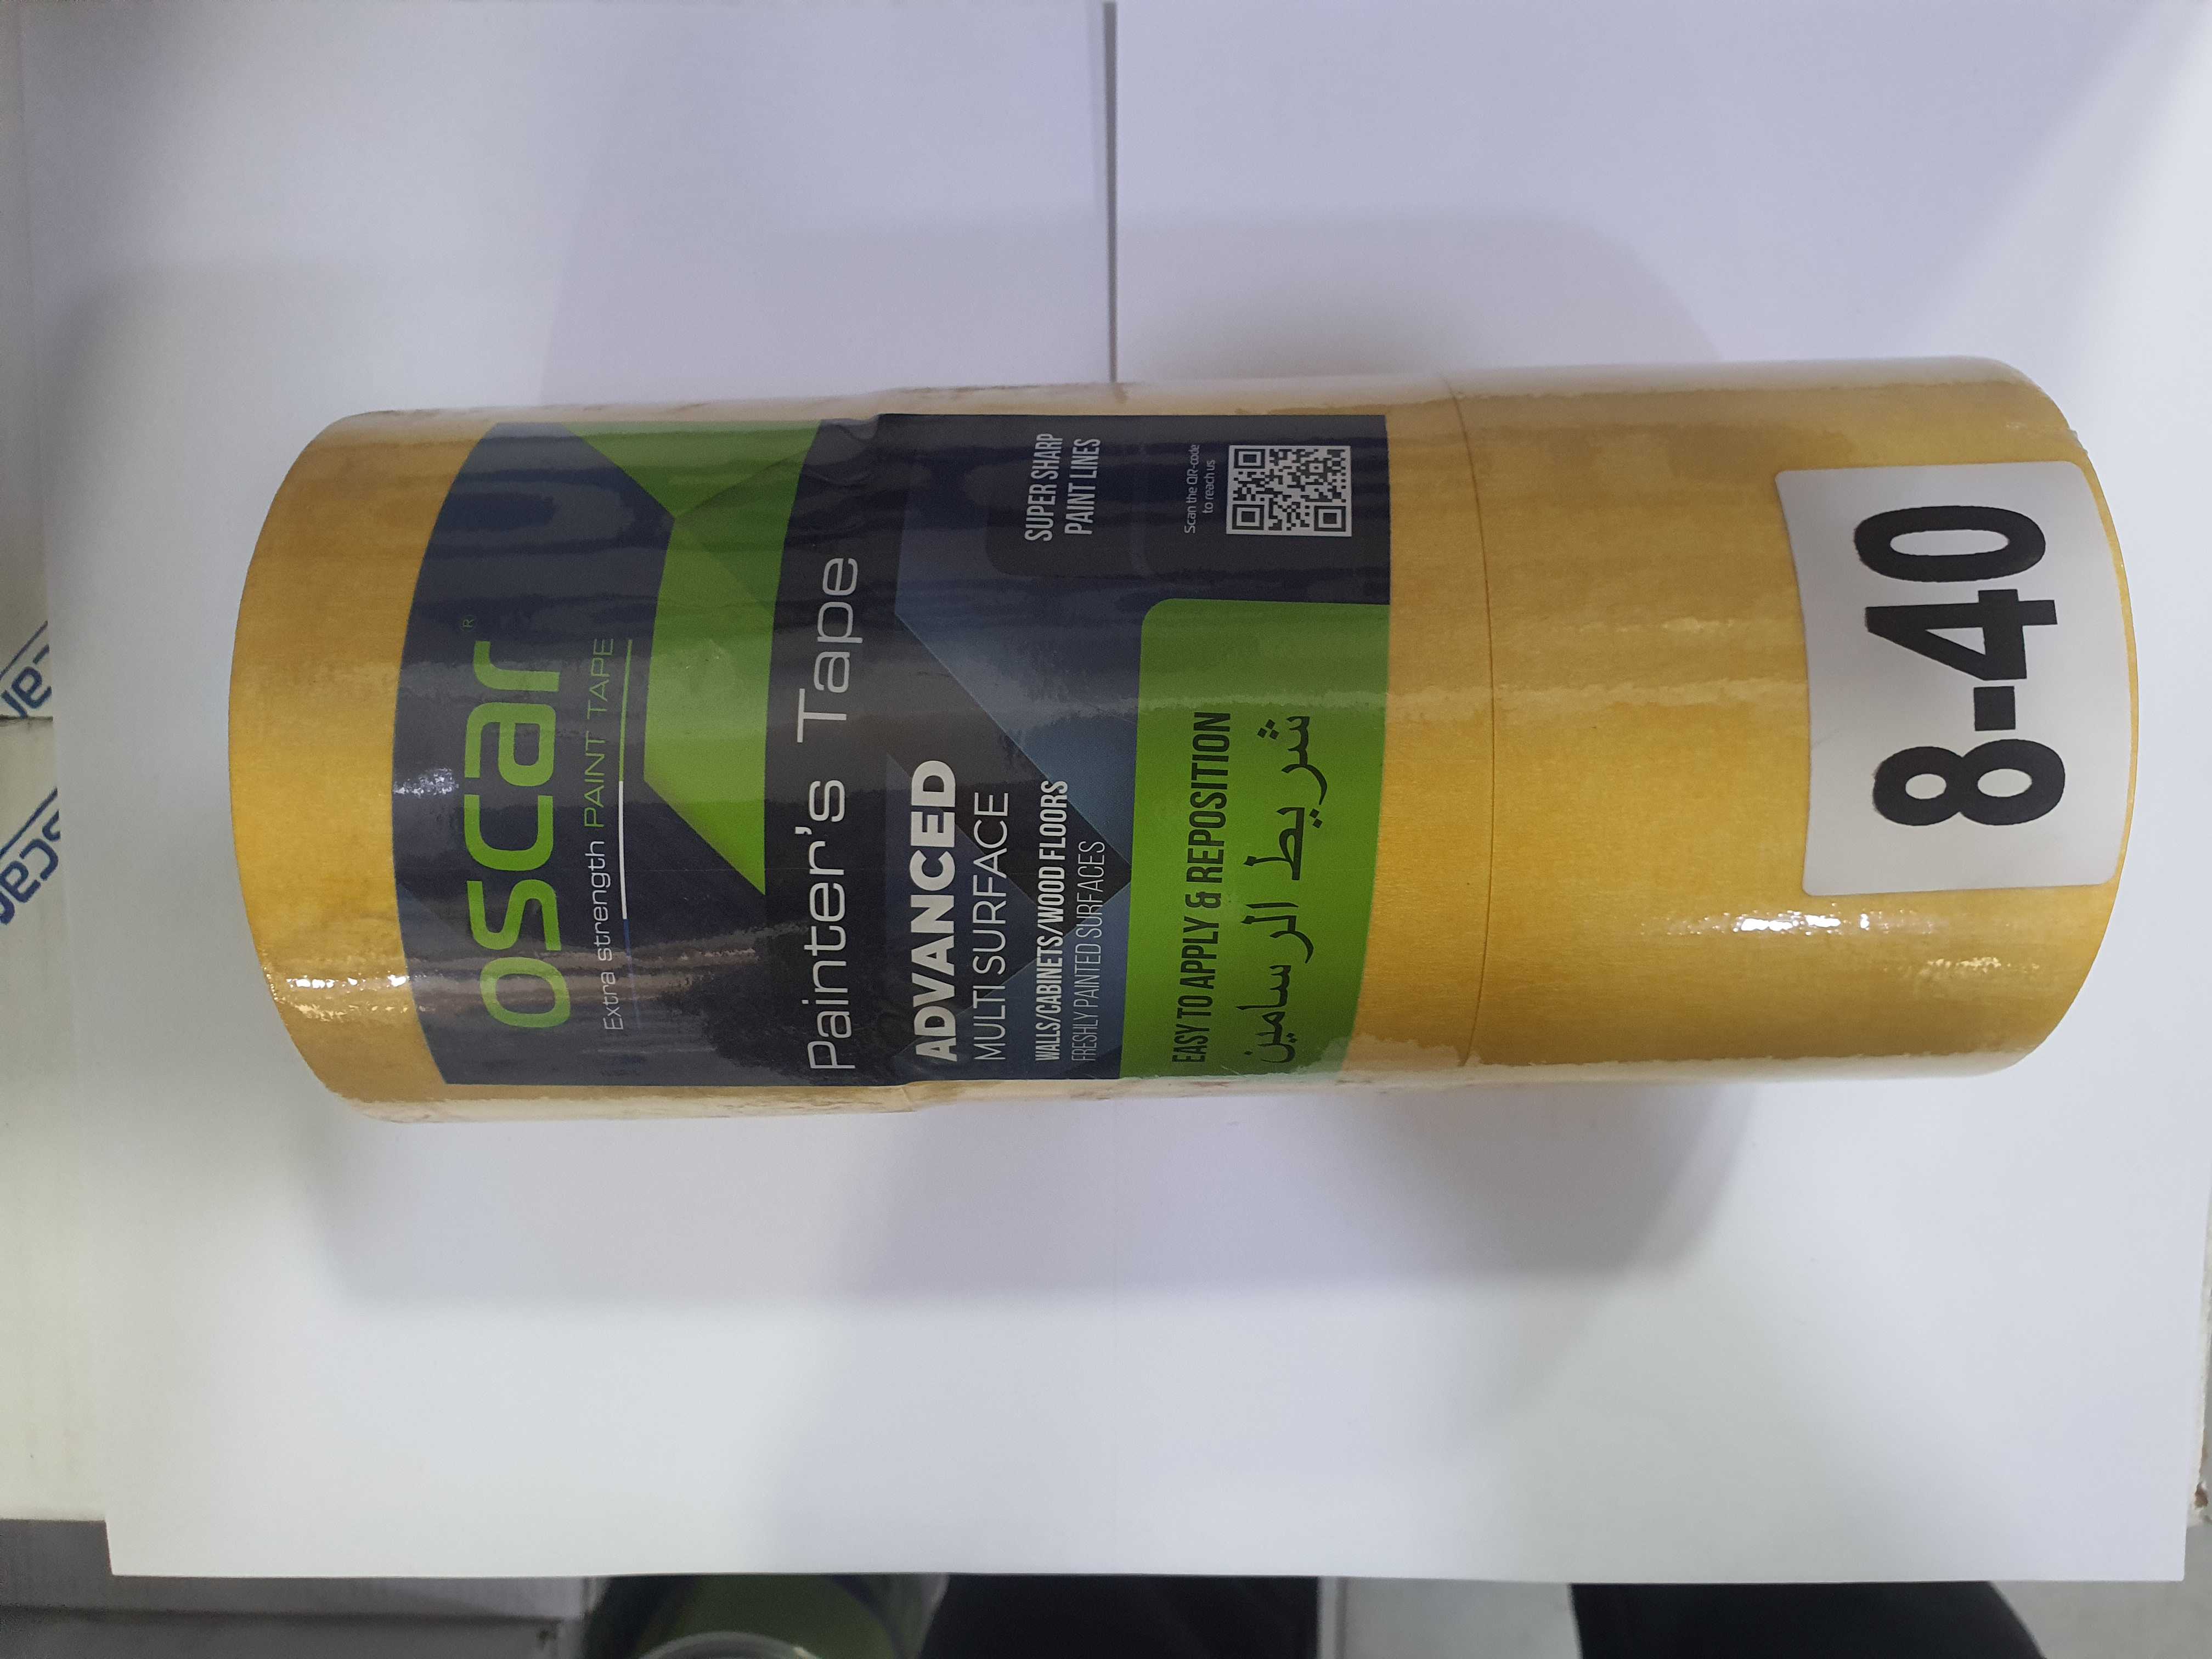 oscar®
Extra strength PAINT TAPE
Painter's Tape
ADVANCED
MULTI SURFACE
WALLS/CABINETS/WOOD FLOORS
FRESHLY PAINTED SURFACES
SUPER SHARP
PAINT LINES
EASY TO APPLY & REPOSITION
شريط الرسامين
Scan the QR-code
to reach us
8-40